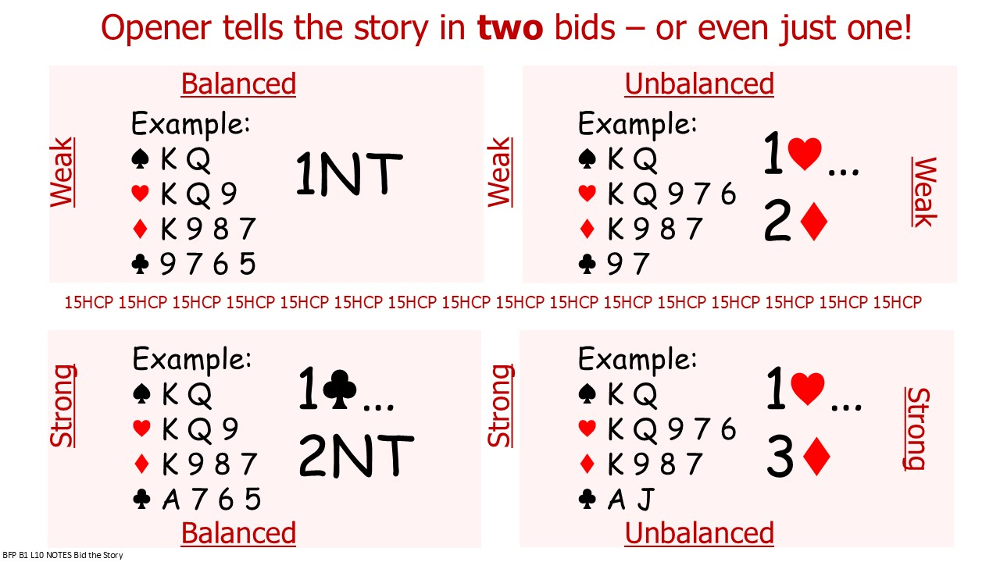 Opener tells the story in two bids – or even just one!
Balanced
Weak
Example:
♠ K Q
♥ K Q 9
♦ K 9 8 7
♣ 9 7 6 5
1NT
Unbalanced
Weak
Example:
♠ K Q
♥ K Q 9 7 6
♦ K 9 8 7
♣ 9 7
1♥...
2♦
Weak
15HCP 15HCP 15HCP 15HCP 15HCP 15HCP 15HCP 15HCP 15HCP 15HCP 15HCP 15HCP 15HCP 15HCP 15HCP 15HCP
Strong
Example:
♠ K Q
♥ K Q 9
♦ K 9 8 7
♣ A 7 6 5
1♣...
2NT
Balanced
Strong
Example:
♠ K Q
♥ K Q 9 7 6
♦ K 9 8 7
♣ A J
1♥...
3♦
Strong
Unbalanced
BFP B1 L10 NOTES Bid the Story